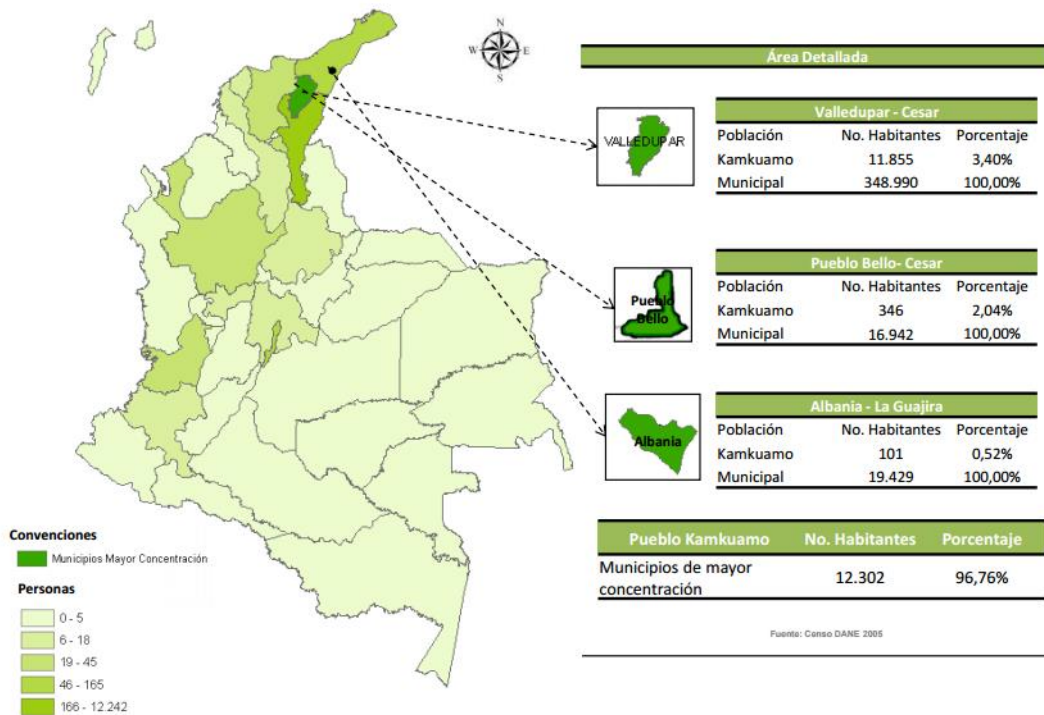 N
W E
S
Área Detallada
VALLEDUPAR
Valledupar - Cesar
Población No. Habitantes Porcentaje
Kamkuamo 11.855 3,40%
Municipal 348.990 100,00%
Pueblo
Bello
Pueblo Bello- Cesar
Población No. Habitantes Porcentaje
Kamkuamo 346 2,04%
Municipal 16.942 100,00%
Albania
Albania - La Guajira
Población No. Habitantes Porcentaje
Kamkuamo 101 0,52%
Municipal 19.429 100,00%
Pueblo Kamkuamo No. Habitantes Porcentaje
Municipios de mayor
concentración 12.302 96,76%
Fuente: Censo DANE 2005
Convenciones
Municipios Mayor Concentración
Personas
0 - 5
6 - 18
19 - 45
46 - 165
166 - 12.242